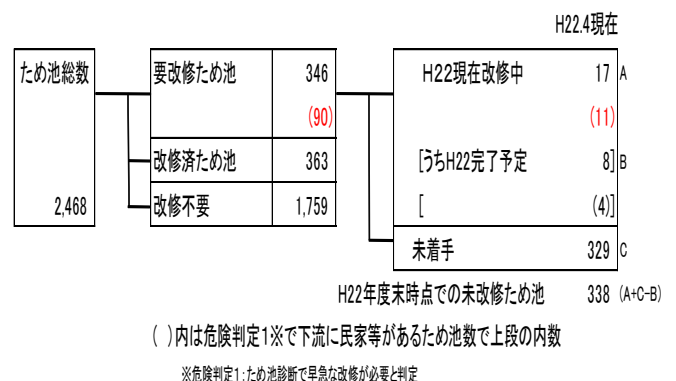 H22.4現在
ため池総数 要改修ため池 346 H22現在改修中 17 A
(90) (11)
改修済ため池 363 [うちH22完了予定 8] B
2,468 改修不要 1,759 [ (4)]
未着手 329 C
H22年度末時点での未改修ため池 338 (A+C-B)
( )内は危険判定1※で下流に民家等があるため池数で上段の内数
※危険判定1:ため池診断で早急な改修が必要と判定